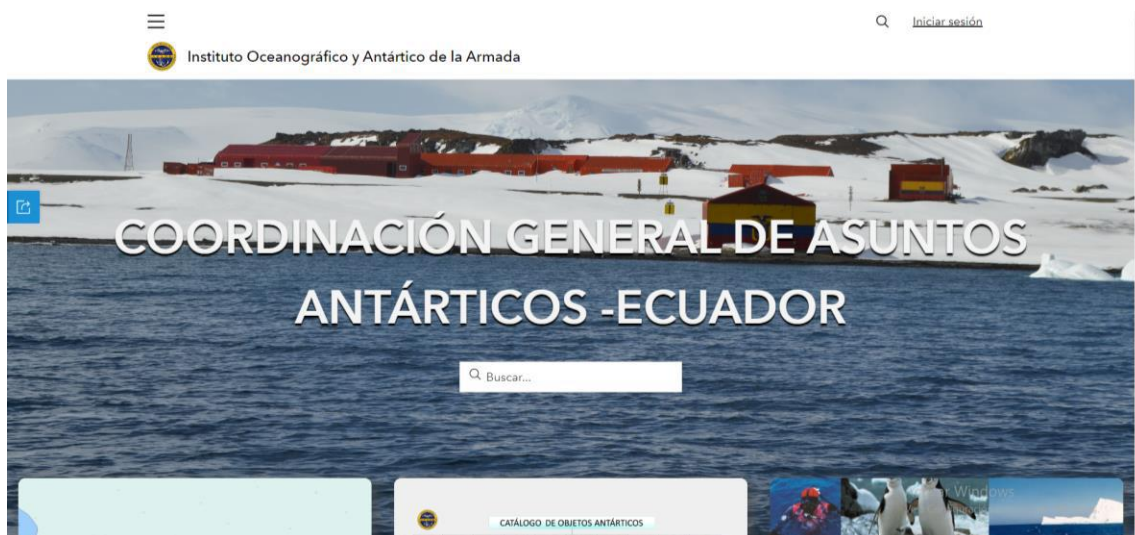 Iniciar sesión
Instituto Oceanográfico y Antártico de la Armada
COORDINACIÓN GENERAL DE ASUNTOS
ANTÁRTICOS -ECUADOR
Buscar...
CATÁLOGO DE OBJETOS ANTÁRTICOS
Windows